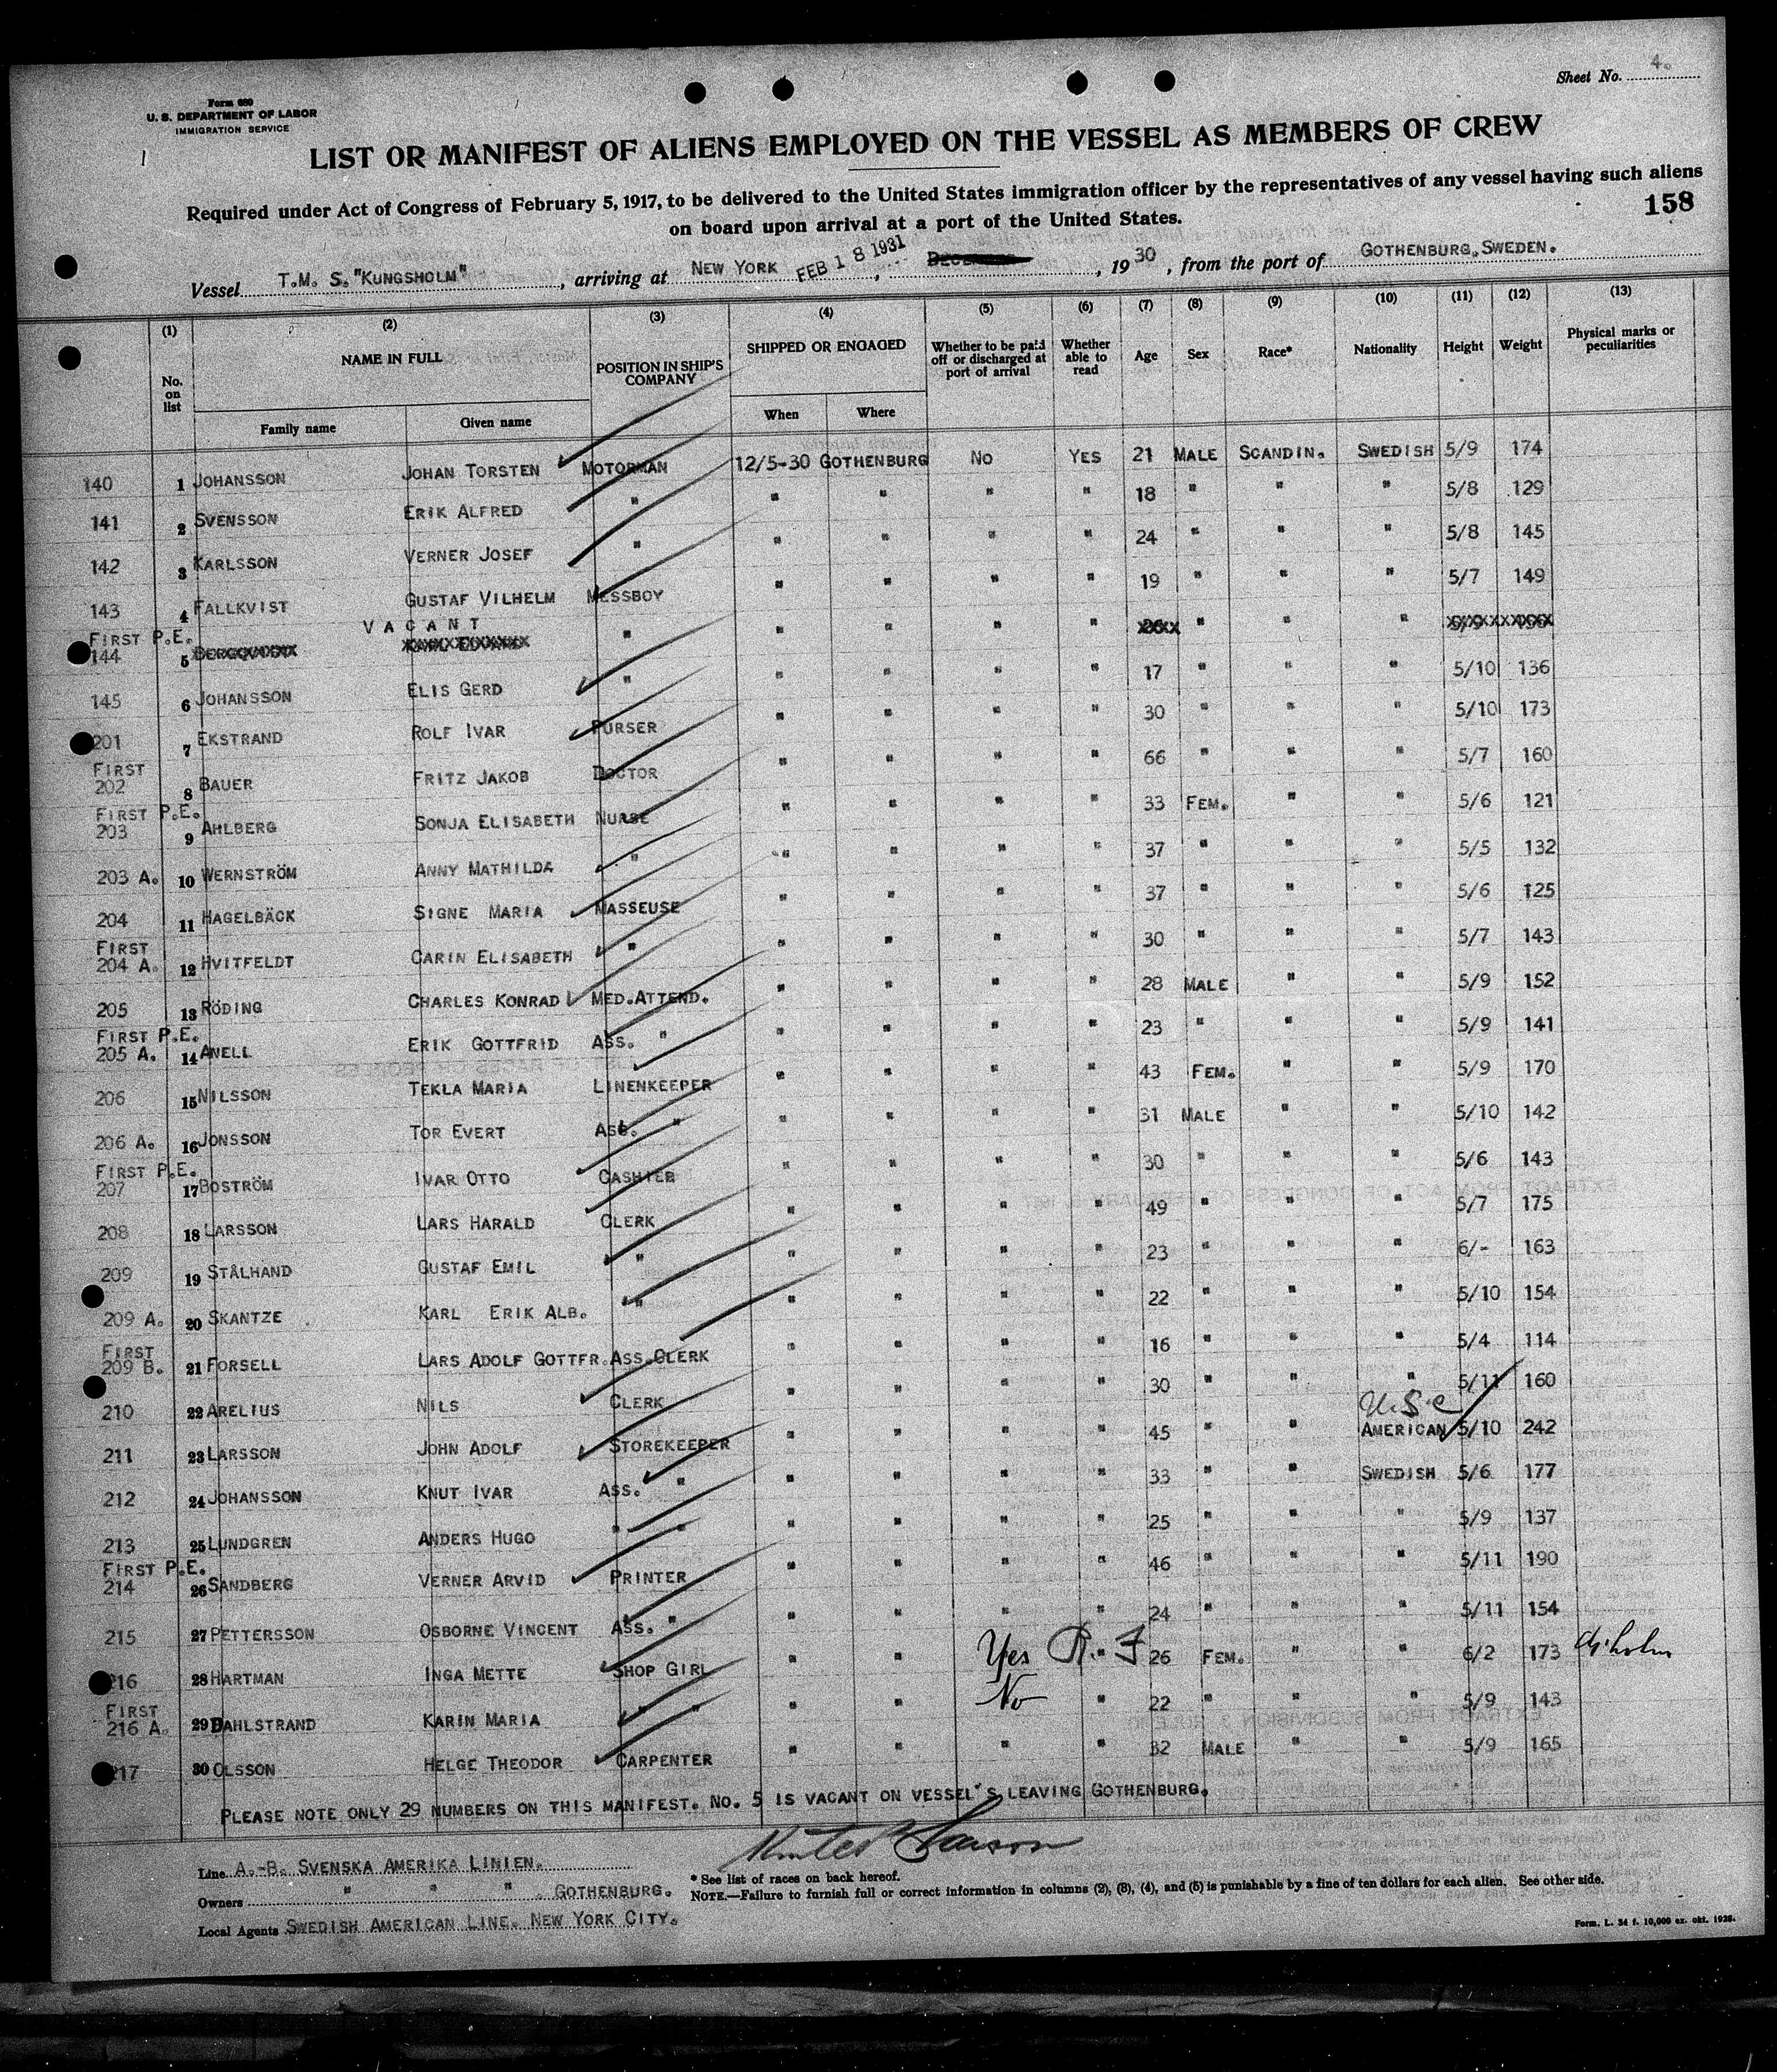 Sheet No. 4.
Form 680
U. S. DEPARTMENT OF LABOR
IMMIGRATION SERVICE
LIST OR MANIFEST OF ALIENS EMPLOYED ON THE VESSEL AS MEMBERS OF CREW
Required under Act of Congress of February 5, 1917, to be delivered to the United States immigration officer by the representatives of any vessel having such aliens
on board upon arrival at a port of the United States.
158
Vessel T.M. S. "KUNGSHOLM", arriving at NEW YORK FEB 18 1931, DECEMBER, 1930, from the port of GOTHENBURG, SWEDEN.
(1) (2) (3) (4) (5) (6) (7) (8) (9) (10) (11) (12) (13)
No. on list NAME IN FULL POSITION IN SHIP'S COMPANY SHIPPED OR ENGAGED Whether to be paid off or discharged at port of arrival Whether able to read Age Sex Race* Nationality Height Weight Physical marks or peculiarities
Family name Given name When Where
140 1 JOHANSSON JOHAN TORSTEN MOTORMAN 12/5-30 GOTHENBURG NO YES 21 MALE SCANDIN. SWEDISH 5/9 174
141 2 SVENSSON ERIK ALFRED " " " " " 18 " " " 5/8 129
142 3 KARLSSON VERNER JOSEF " " " " " 24 " " " 5/8 145
143 4 FALLKVIST GUSTAF VILHELM MESSBOY " " " " 19 " " " 5/7 149
FIRST P.E.
144 5 VACANT " " " " " " " "
145 6 JOHANSSON ELIS GERD " " " " " 17 " " " 5/10 136
201 7 EKSTRAND ROLF IVAR PURSER " " " " 30 " " " 5/10 173
FIRST
202 8 BAUER FRITZ JAKOB DOCTOR " " " " 66 " " " 5/7 160
FIRST P.E.
203 9 AHLBERG SONJA ELISABETH NURSE " " " " 33 FEM. " " 5/6 121
203 A. 10 WERNSTRÖM ANNY MATHILDA " " " " " 37 " " " 5/5 132
204 11 HAGELBÄCK SIGNE MARIA MASSEUSE " " " " 37 " " " 5/6 125
FIRST
204 A. 12 HVITFELDT CARIN ELISABETH " " " " " 30 " " " 5/7 143
205 13 RÖDING CHARLES KONRAD MED.ATTEND. " " " " 28 MALE " " 5/9 152
FIRST P.E.
205 A. 14 ANELL ERIK GOTTFRID ASS. " " " " " 23 " " " 5/9 141
206 15 NILSSON TEKLA MARIA LINENKEEPER " " " " 43 FEM. " " 5/9 170
206 A. 16 JONSSON TOR EVERT ASS. " " " " " 31 MALE " " 5/10 142
FIRST P.E.
207 17 BOSTRÖM IVAR OTTO CASHIER " " " " 30 " " " 5/6 143
208 18 LARSSON LARS HARALD CLERK " " " " 49 " " " 5/7 175
209 19 STÅLHAND GUSTAF EMIL " " " " " 23 " " " 6/- 163
209 A. 20 SKANTZE KARL ERIK ALB. " " " " " 22 " " " 5/10 154
FIRST
209 B. 21 FORSELL LARS ADOLF GOTTFR. ASS.CLERK " " " " 16 " " " 5/4 114
210 22 ARELIUS NILS CLERK " " " " 30 " " " 5/11 160
U.S.C
211 23 LARSSON JOHN ADOLF STOREKEEPER " " " " 45 " " AMERICAN 5/10 242
212 24 JOHANSSON KNUT IVAR ASS. " " " " " 33 " " SWEDISH 5/6 177
213 25 LUNDGREN ANDERS HUGO " " " " " " 25 " " " 5/9 137
FIRST P.E.
214 26 SANDBERG VERNER ARVID PRINTER " " " " 46 " " " 5/11 190
215 27 PETTERSSON OSBORNE VINCENT ASS. " " " " " 24 " " " 5/11 154
216 28 HARTMAN INGA METTE SHOP GIRL " " Yes R. " F 26 FEM. " " 6/2 173
FIRST
216 A. 29 DAHLSTRAND KARIN MARIA " " " " No " 22 " " " 5/9 143
217 30 OLSSON HELGE THEODOR CARPENTER " " " " 32 MALE " " 5/9 165
PLEASE NOTE ONLY 29 NUMBERS ON THIS MANIFEST. NO. 5 IS VACANT ON VESSEL'S LEAVING GOTHENBURG.
Line A.-B. SVENSKA AMERIKA LINIEN.
* See list of races on back hereof.
Owners " " " GOTHENBURG.
NOTE.—Failure to furnish full or correct information in columns (2), (3), (4), and (5) is punishable by a fine of ten dollars for each alien. See other side.
Local Agents SWEDISH AMERICAN LINE. NEW YORK CITY.
Form. L. 54 f. 10,000 ex. okt. 1928.